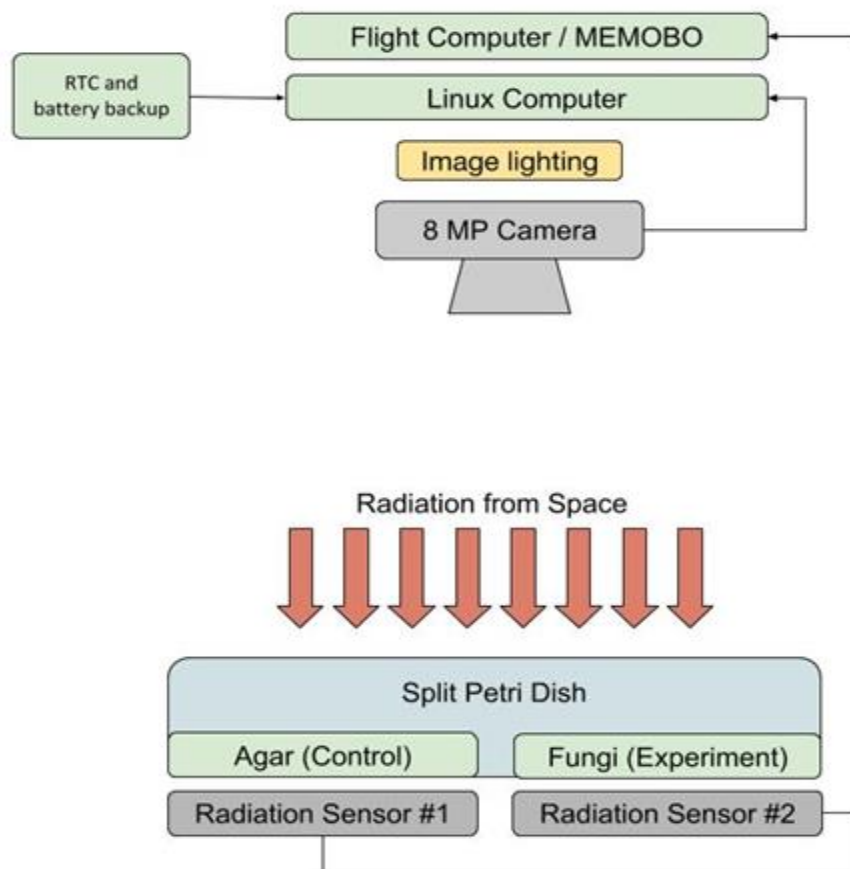 Flight Computer / MEMOBO
RTC and
battery backup
Linux Computer
Image lighting
8 MP Camera
Radiation from Space
Split Petri Dish
Agar (Control)
Fungi (Experiment)
Radiation Sensor #1
Radiation Sensor #2